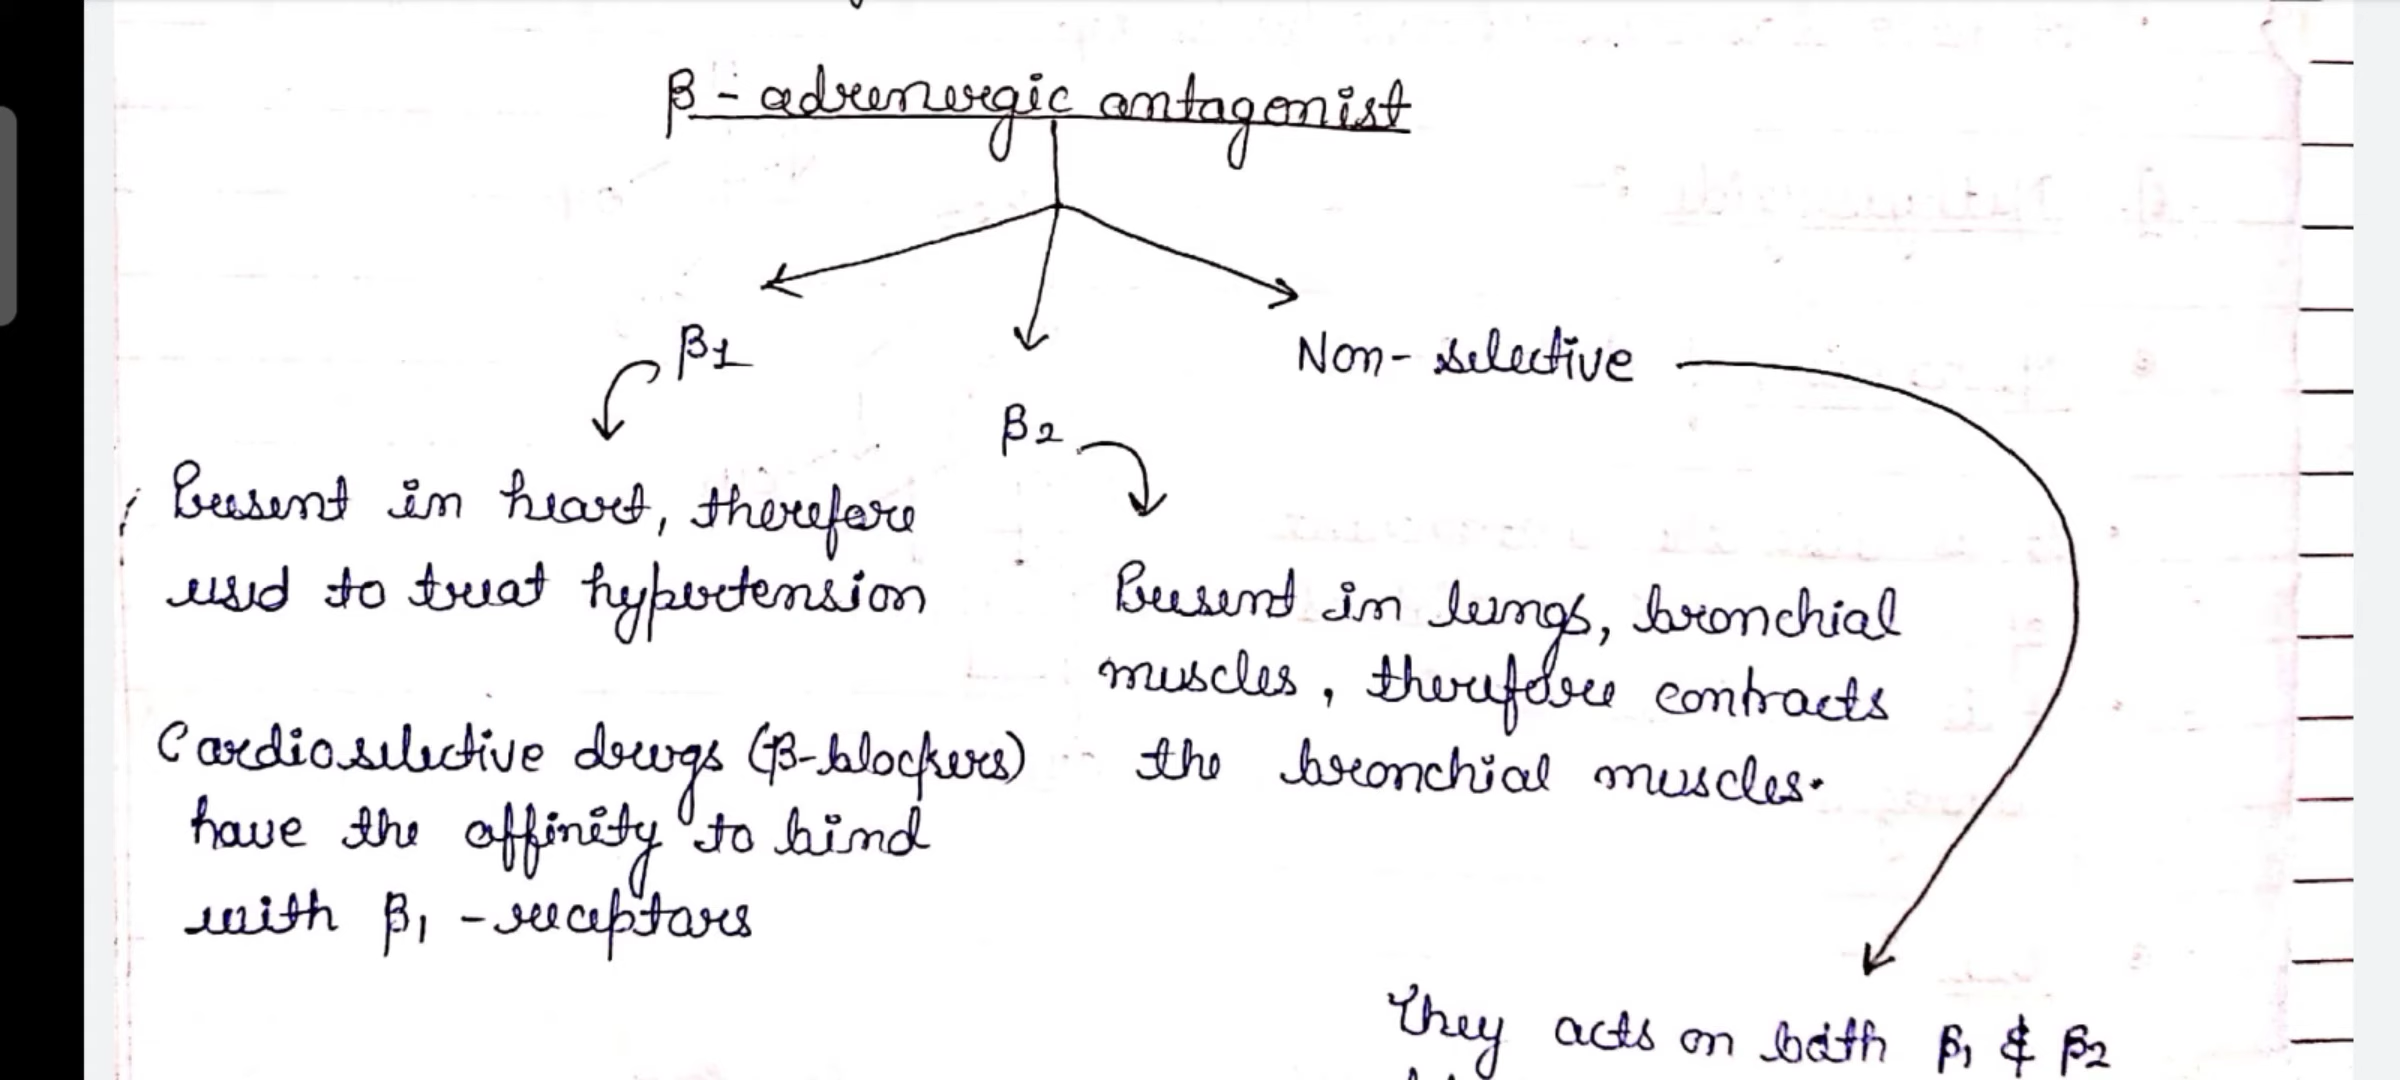 β - adrenergic antagonist
β1
β2
Non- selective
Present in heart, therefore
used to treat hypertension
Cardioselective drugs (β-blockers)
have the affinity to bind
with β1 - receptors
Present in lungs, bronchial
muscles, therefore contracts
the bronchial muscles.
They acts on both β1 & β2